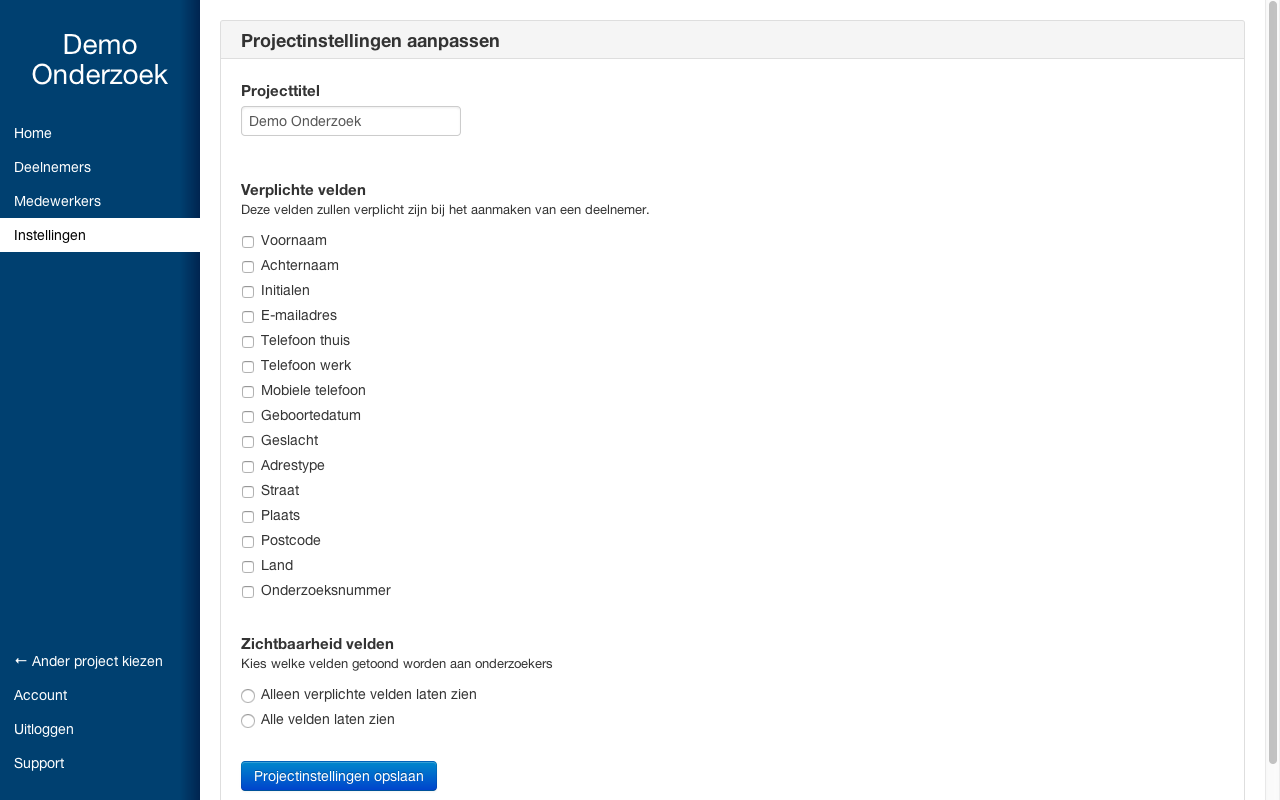 Demo
Onderzoek
Home
Deelnemers
Medewerkers
Instellingen
← Ander project kiezen
Account
Uitloggen
Support
Projectinstellingen aanpassen
Projecttitel
Demo Onderzoek
Verplichte velden
Deze velden zullen verplicht zijn bij het aanmaken van een deelnemer.
Voornaam
Achternaam
Initialen
E-mailadres
Telefoon thuis
Telefoon werk
Mobiele telefoon
Geboortedatum
Geslacht
Adrestype
Straat
Plaats
Postcode
Land
Onderzoeksnummer
Zichtbaarheid velden
Kies welke velden getoond worden aan onderzoekers
Alleen verplichte velden laten zien
Alle velden laten zien
Projectinstellingen opslaan